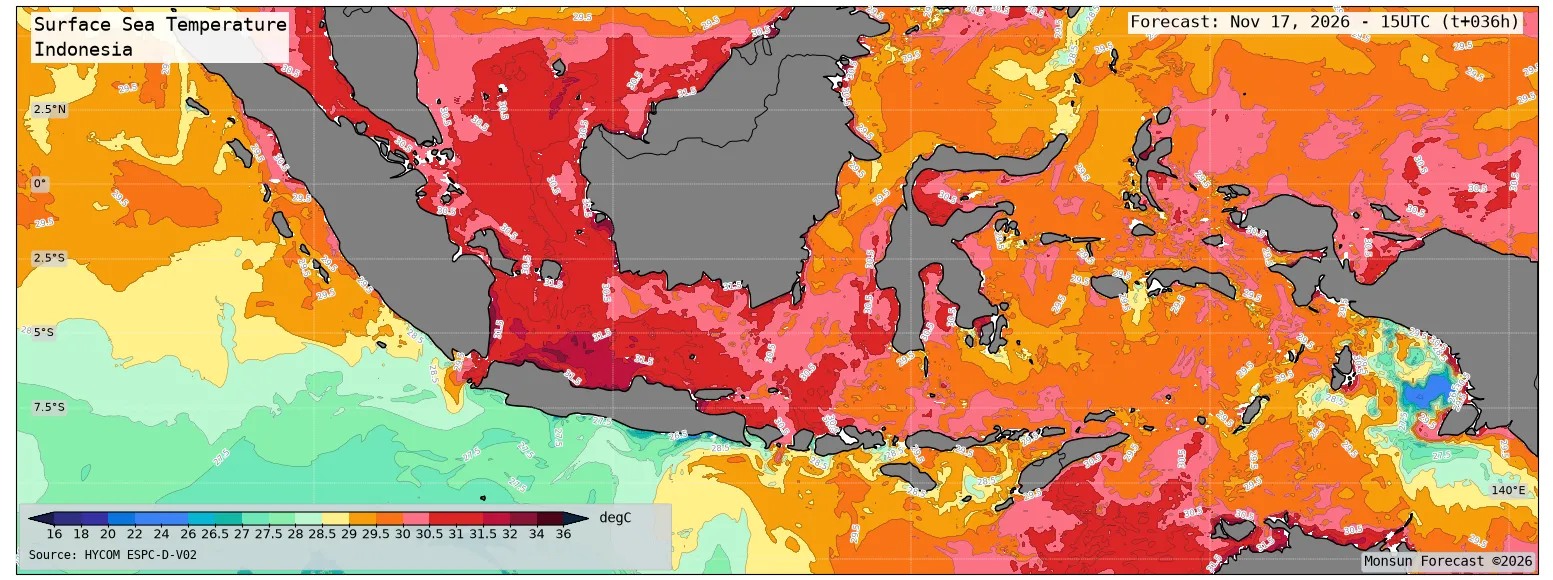 Surface Sea Temperature
Indonesia
Forecast: Nov 17, 2026 - 15UTC (t+036h)
2.5°N
0°
2.5°S
5°S
7.5°S
140°E
16 18 20 22 24 26 26.5 27 27.5 28 28.5 29 29.5 30 30.5 31 31.5 32 34 36
degC
Source: HYCOM ESPC-D-V02
Monsun Forecast ©2026